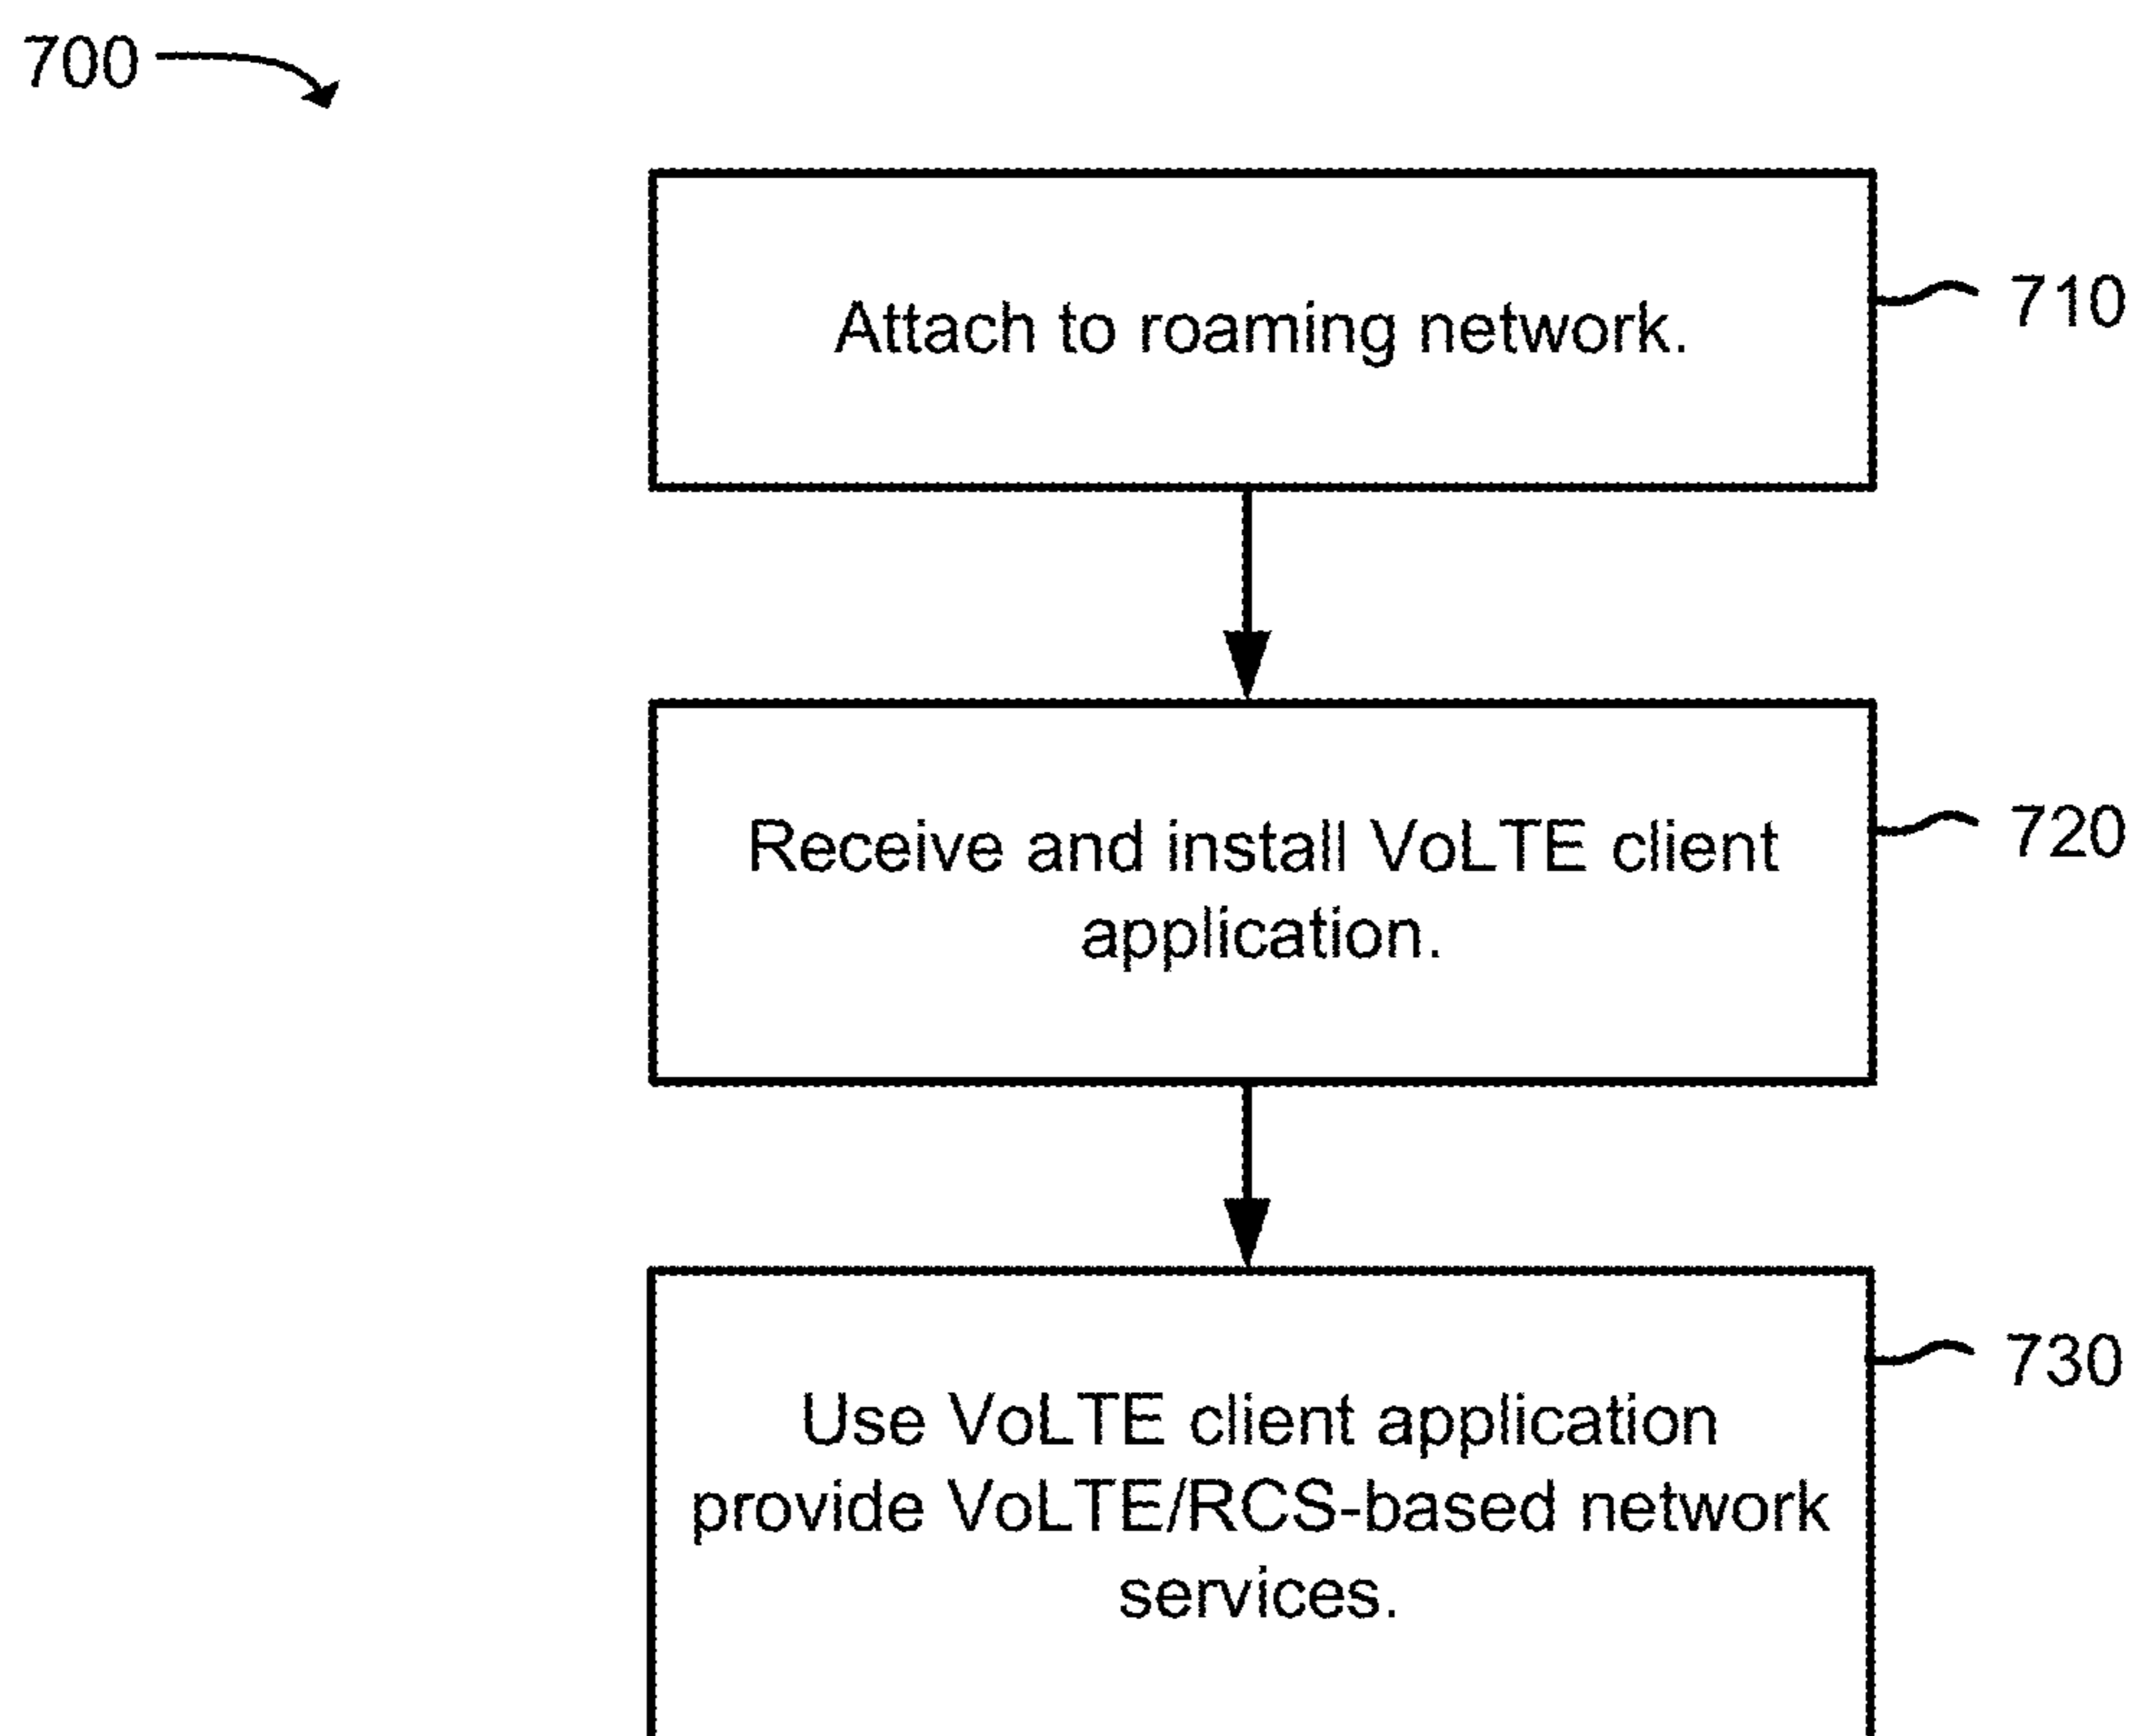 700
Attach to roaming network.
710
Receive and install VoLTE client
application.
720
Use VoLTE client application
provide VoLTE/RCS-based network
services.
730